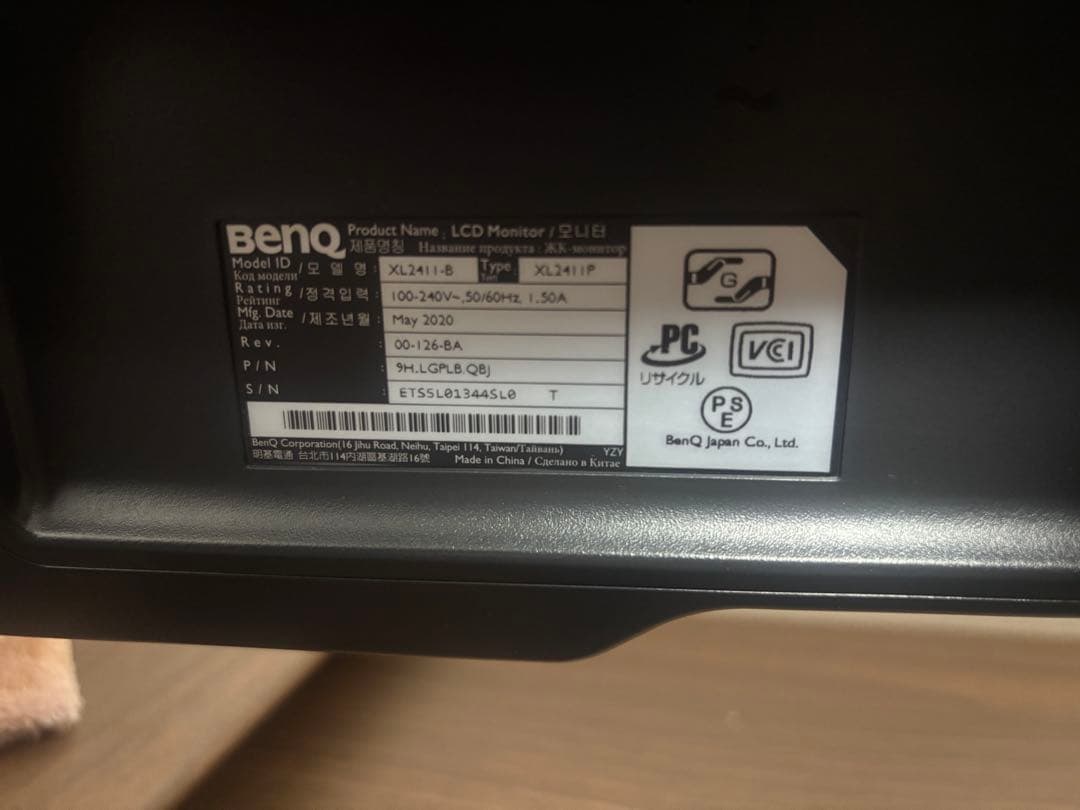 BenQ Product Name : LCD Monitor / 모니터
제품명칭 Название продукта : ЖК-монитор
Model ID / 모 델 명 : XL2411-B Type XL2411P
Код модели
Rating / 정격입력 : 100-240V~,50/60Hz, 1.50A
Рейтинг
Mfg. Date / 제조년월 : May 2020
Дата изг.
Rev. : 00-126-BA
P/N : 9H.LGPLB.QBJ
S/N : ETS5L01344SL0 T
BenQ Corporation(16 Jihu Road, Neihu, Taipei 114, Taiwan/Тайвань) YZY
明基電通 台北市114內湖區基湖路16號 Made in China / Сделано в Китае
G
PC
リサイクル
VCCI
PSE
BenQ Japan Co., Ltd.